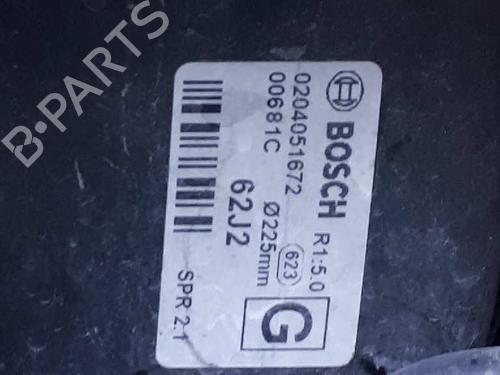 B-PARTS
BOSCH R1:5.0
0204051672 Ø225mm 623
00681C
62J2
G
SPR 2.1